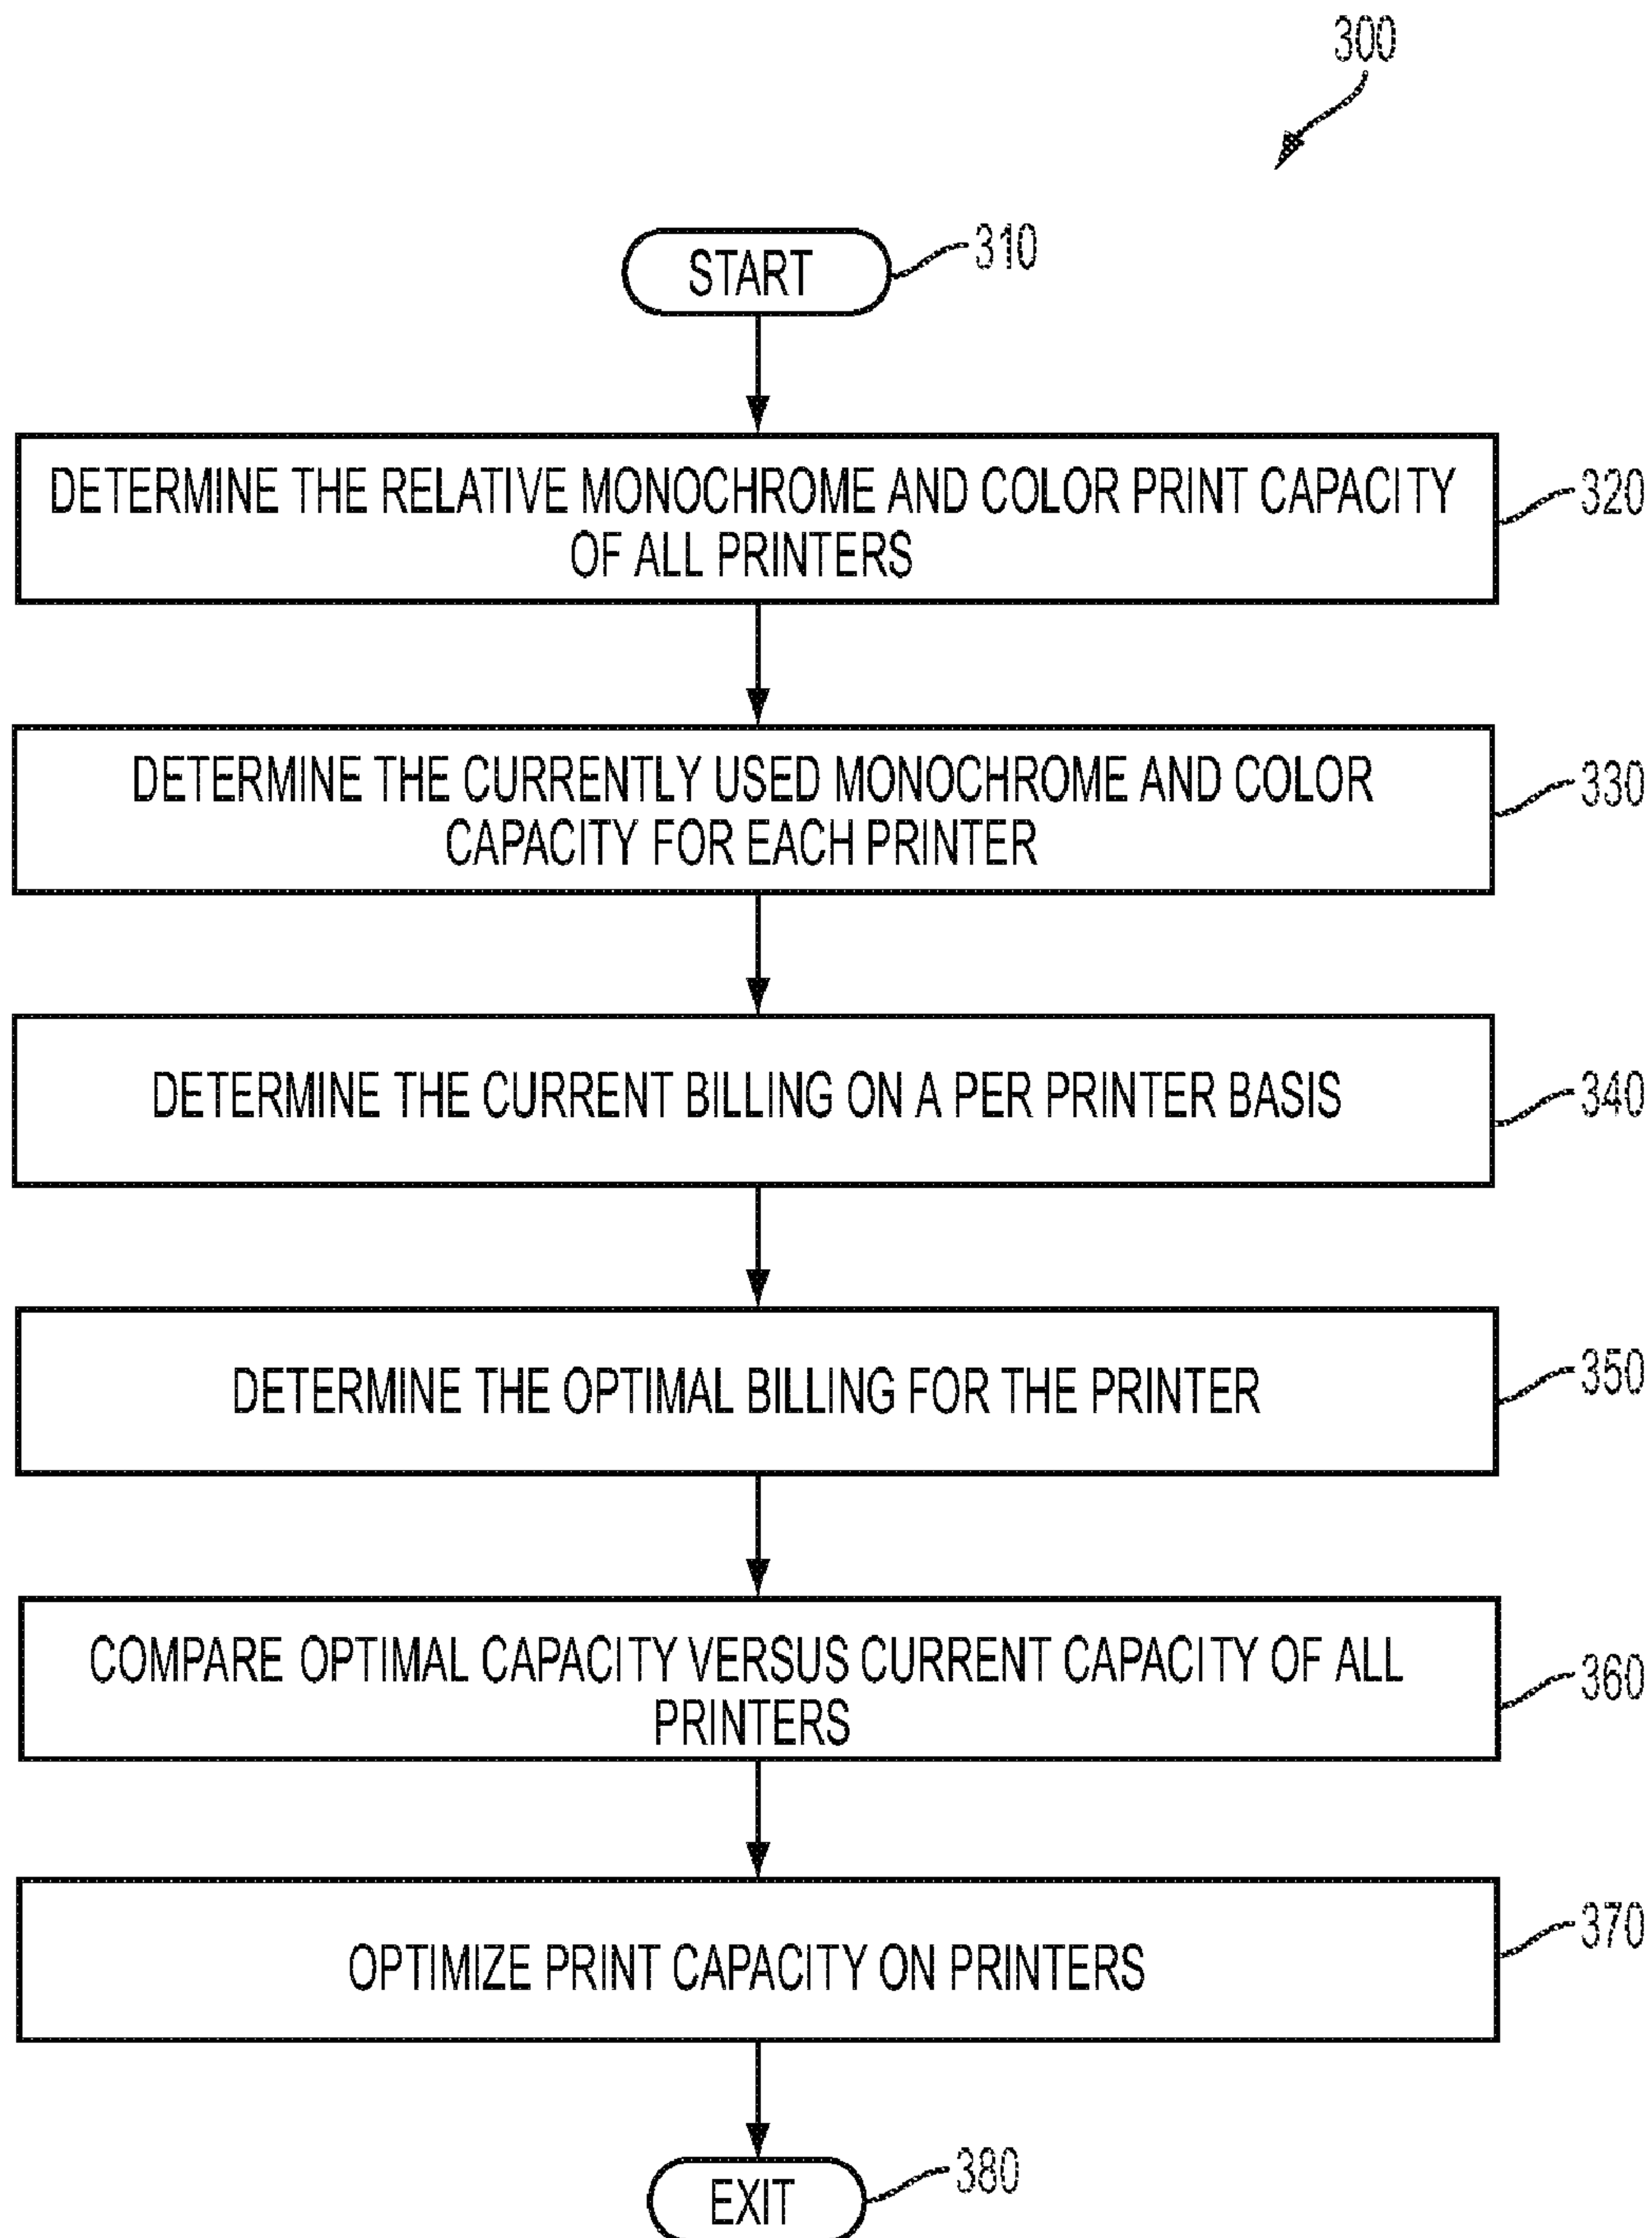 300
START
310
DETERMINE THE RELATIVE MONOCHROME AND COLOR PRINT CAPACITY
OF ALL PRINTERS
320
DETERMINE THE CURRENTLY USED MONOCHROME AND COLOR
CAPACITY FOR EACH PRINTER
330
DETERMINE THE CURRENT BILLING ON A PER PRINTER BASIS
340
DETERMINE THE OPTIMAL BILLING FOR THE PRINTER
350
COMPARE OPTIMAL CAPACITY VERSUS CURRENT CAPACITY OF ALL
PRINTERS
360
OPTIMIZE PRINT CAPACITY ON PRINTERS
370
EXIT
380